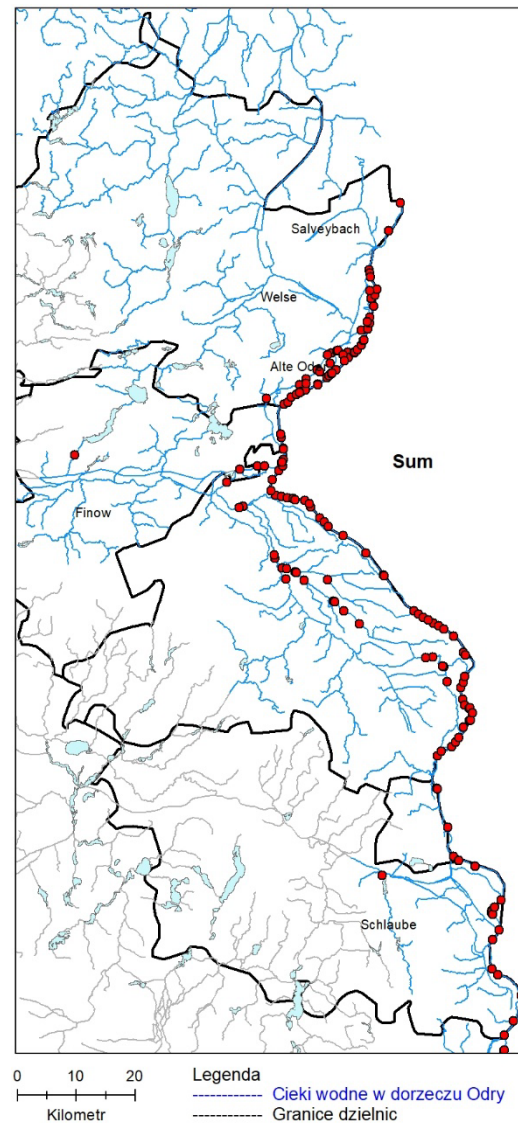 Salveybach
Welse
Alte Oder
Sum
Finow
Schlaube
0 10 20
Kilometr
Legenda
Cieki wodne w dorzeczu Odry
Granice dzielnic